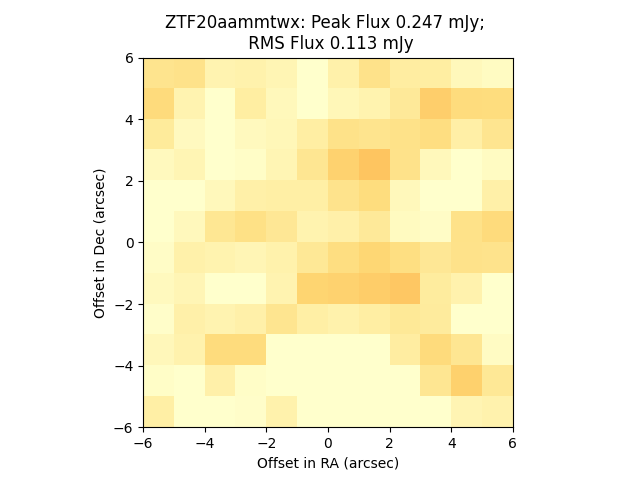 ZTF20aammtwx: Peak Flux 0.247 mJy;
RMS Flux 0.113 mJy
6
4
2
0
−2
−4
−6
Offset in Dec (arcsec)
−6 −4 −2 0 2 4 6
Offset in RA (arcsec)